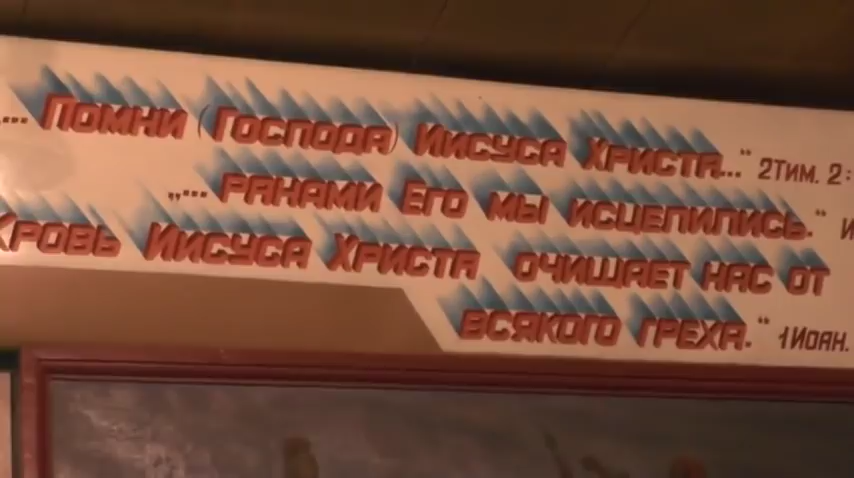 „... Помни (Господа) Иисуса Христа...“ 2Тим. 2:
„... ранами Его мы исцелились.“ И
Кровь Иисуса Христа очищает нас от
всякого греха.“ 1Иоан.